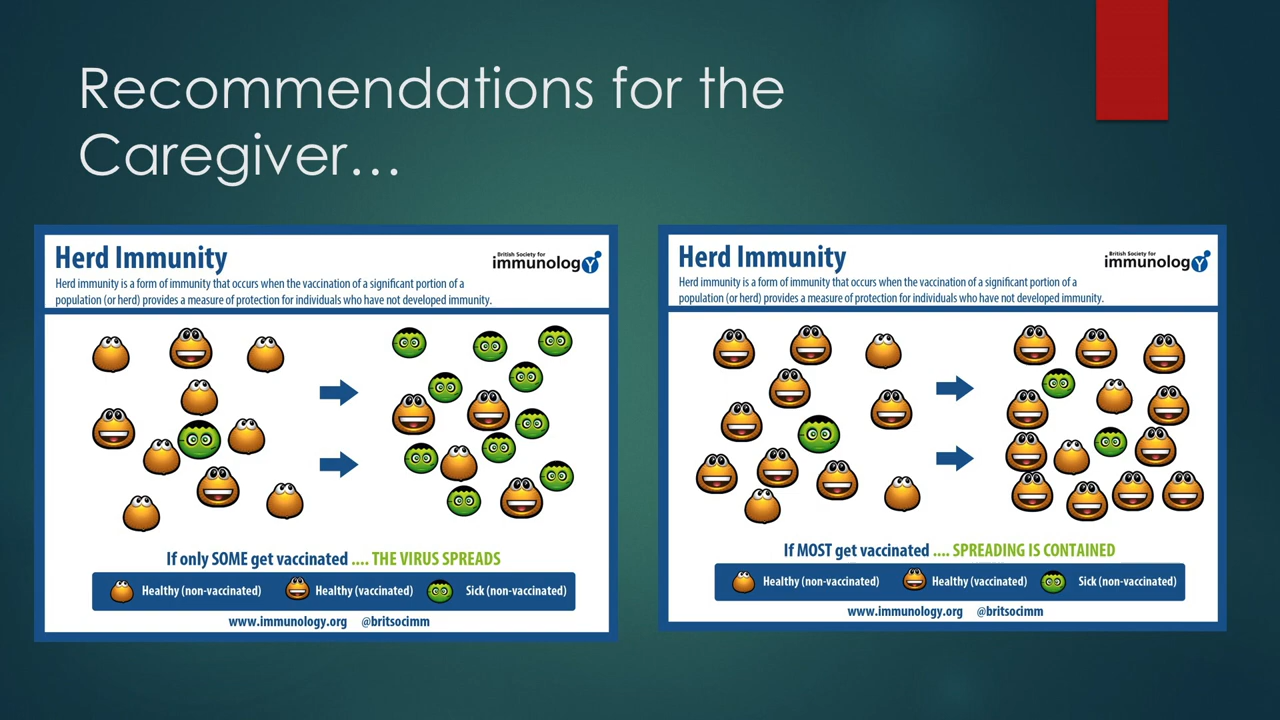 Recommendations for the
Caregiver…
Herd Immunity
British Society for
immunology
Herd immunity is a form of immunity that occurs when the vaccination of a significant portion of a
population (or herd) provides a measure of protection for individuals who have not developed immunity.
If only SOME get vaccinated .... THE VIRUS SPREADS
Healthy (non-vaccinated) Healthy (vaccinated) Sick (non-vaccinated)
www.immunology.org @britsocimm
Herd Immunity
British Society for
immunology
Herd immunity is a form of immunity that occurs when the vaccination of a significant portion of a
population (or herd) provides a measure of protection for individuals who have not developed immunity.
If MOST get vaccinated .... SPREADING IS CONTAINED
Healthy (non-vaccinated) Healthy (vaccinated) Sick (non-vaccinated)
www.immunology.org @britsocimm